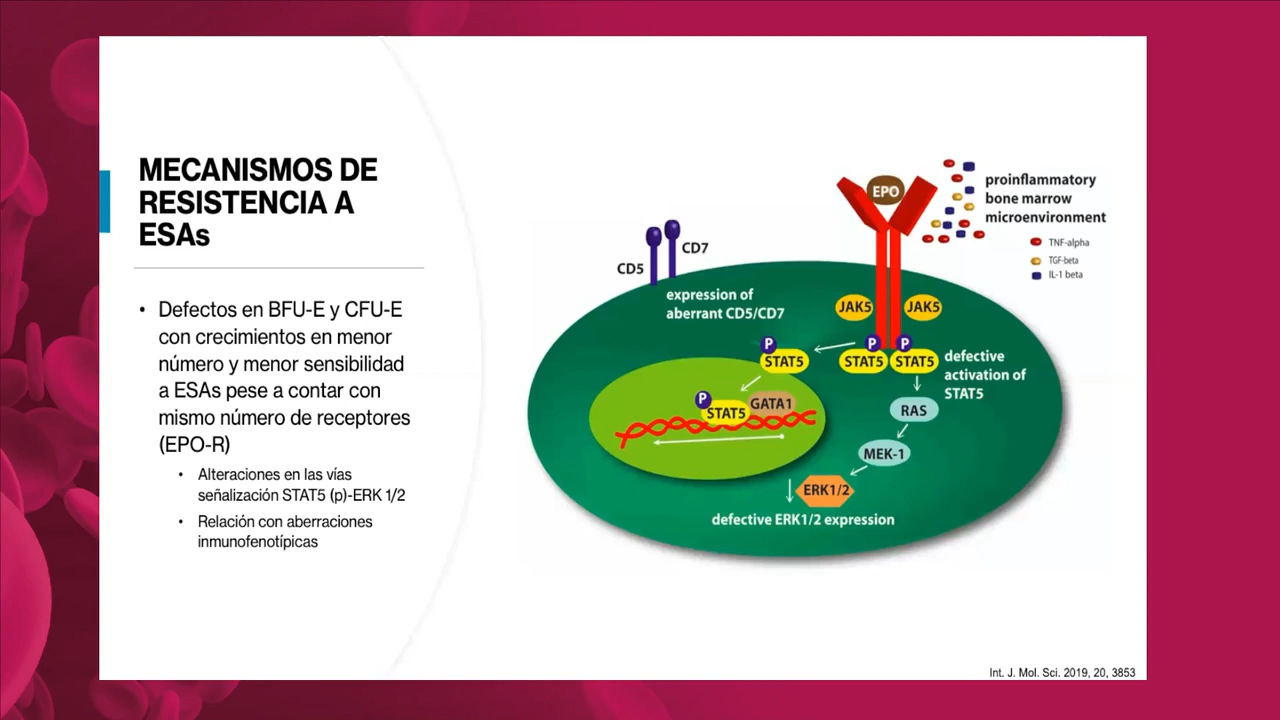 MECANISMOS DE
RESISTENCIA A
ESAs
• Defectos en BFU-E y CFU-E
con crecimientos en menor
número y menor sensibilidad
a ESAs pese a contar con
mismo número de receptores
(EPO-R)
• Alteraciones en las vías
señalización STAT5 (p)-ERK 1/2
• Relación con aberraciones
inmunofenotípicas
EPO
proinflammatory
bone marrow
microenvironment
TNF-alpha
TGF-beta
IL-1 beta
CD5
CD7
expression of
aberrant CD5/CD7
JAK5
JAK5
P
P
P
STAT5
STAT5
STAT5
defective
activation of
STAT5
P
STAT5
GATA1
RAS
MEK-1
ERK1/2
defective ERK1/2 expression
Int. J. Mol. Sci. 2019, 20, 3853